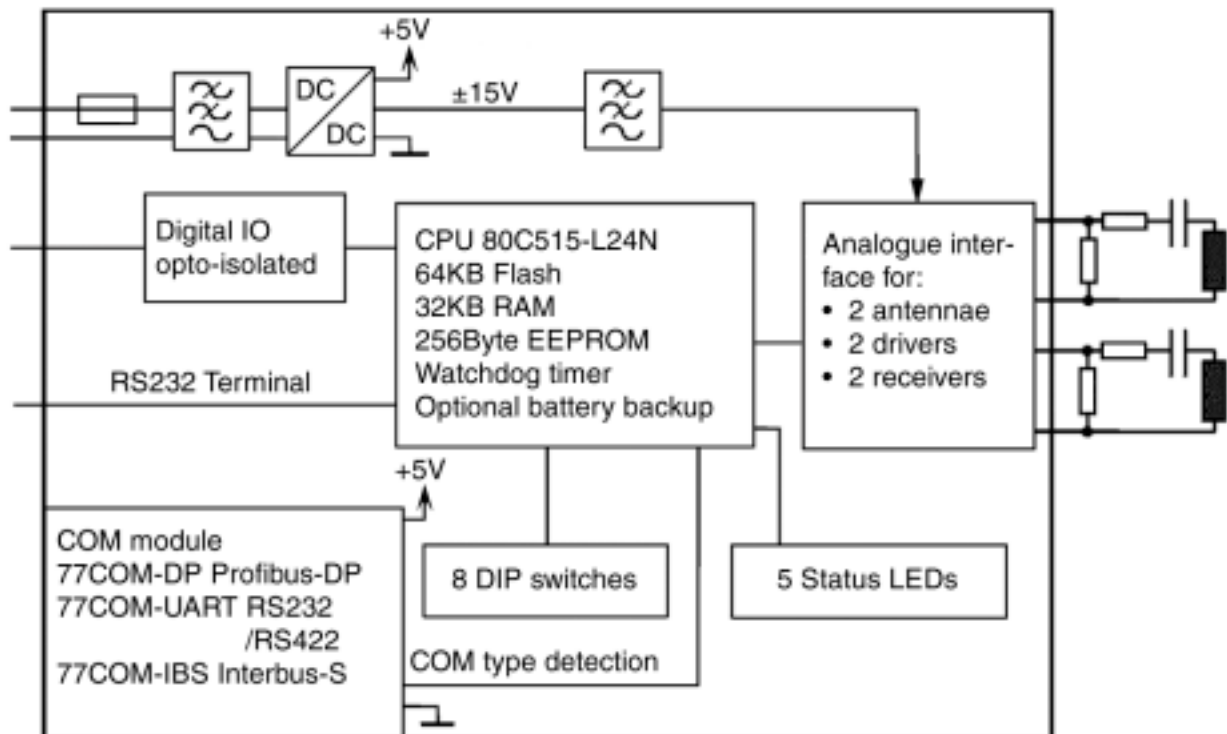 +5V
DC
DC
±15V
Digital IO
opto-isolated
CPU 80C515-L24N
64KB Flash
32KB RAM
256Byte EEPROM
Watchdog timer
Optional battery backup
Analogue inter-
face for:
• 2 antennae
• 2 drivers
• 2 receivers
RS232 Terminal
+5V
COM module
77COM-DP Profibus-DP
77COM-UART RS232
/RS422
77COM-IBS Interbus-S
8 DIP switches
5 Status LEDs
COM type detection